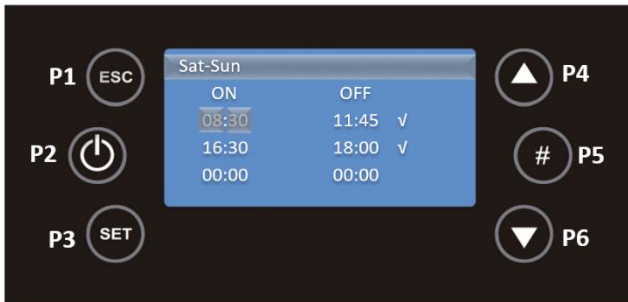 P1 ESC
P2
P3 SET
Sat-Sun
ON OFF
08:30 11:45 √
16:30 18:00 √
00:00 00:00
P4
# P5
P6